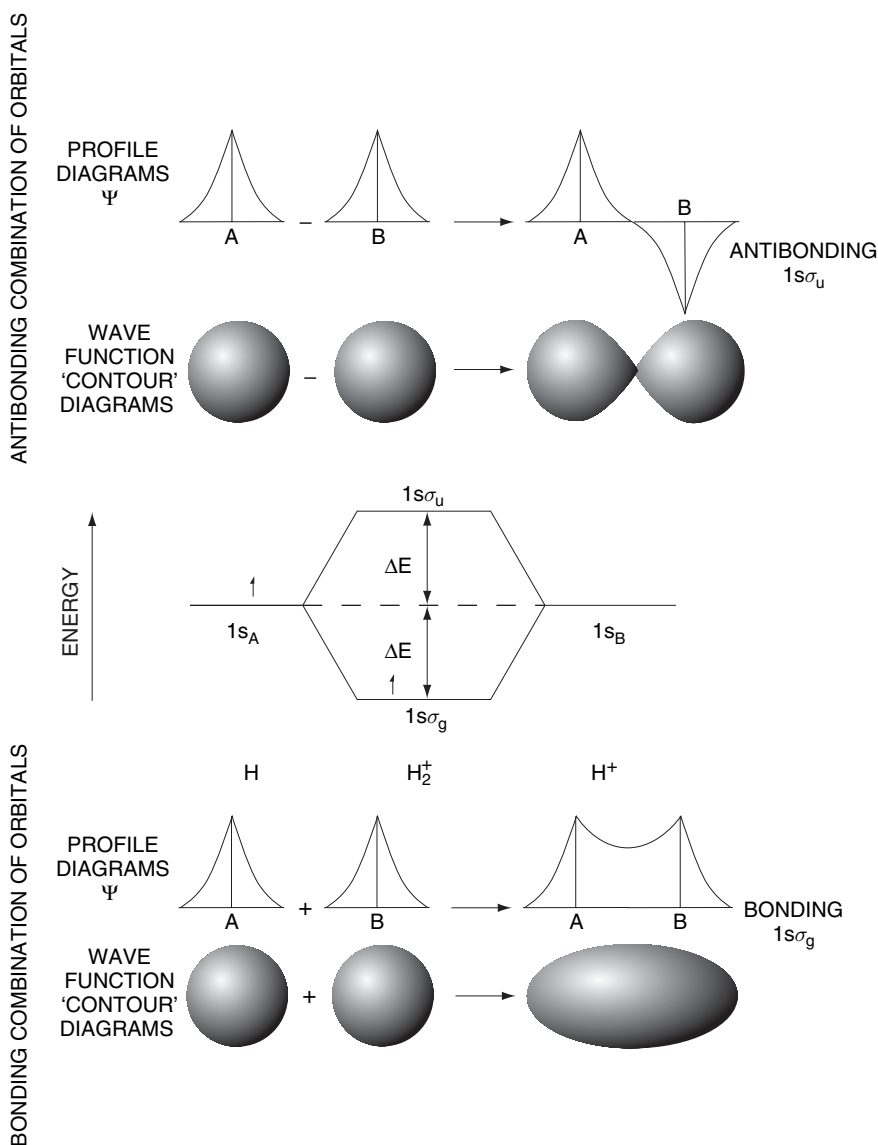 ANTIBONDING COMBINATION OF ORBITALS
PROFILE
DIAGRAMS
Ψ
A
–
B
A
B
ANTIBONDING
1sσu
WAVE
FUNCTION
‘CONTOUR’
DIAGRAMS
–
ENERGY
1sσu
ΔE
1sA
1sB
ΔE
1sσg
H
H2+
H+
BONDING COMBINATION OF ORBITALS
PROFILE
DIAGRAMS
Ψ
A
+
B
A
B
BONDING
1sσg
WAVE
FUNCTION
‘CONTOUR’
DIAGRAMS
+